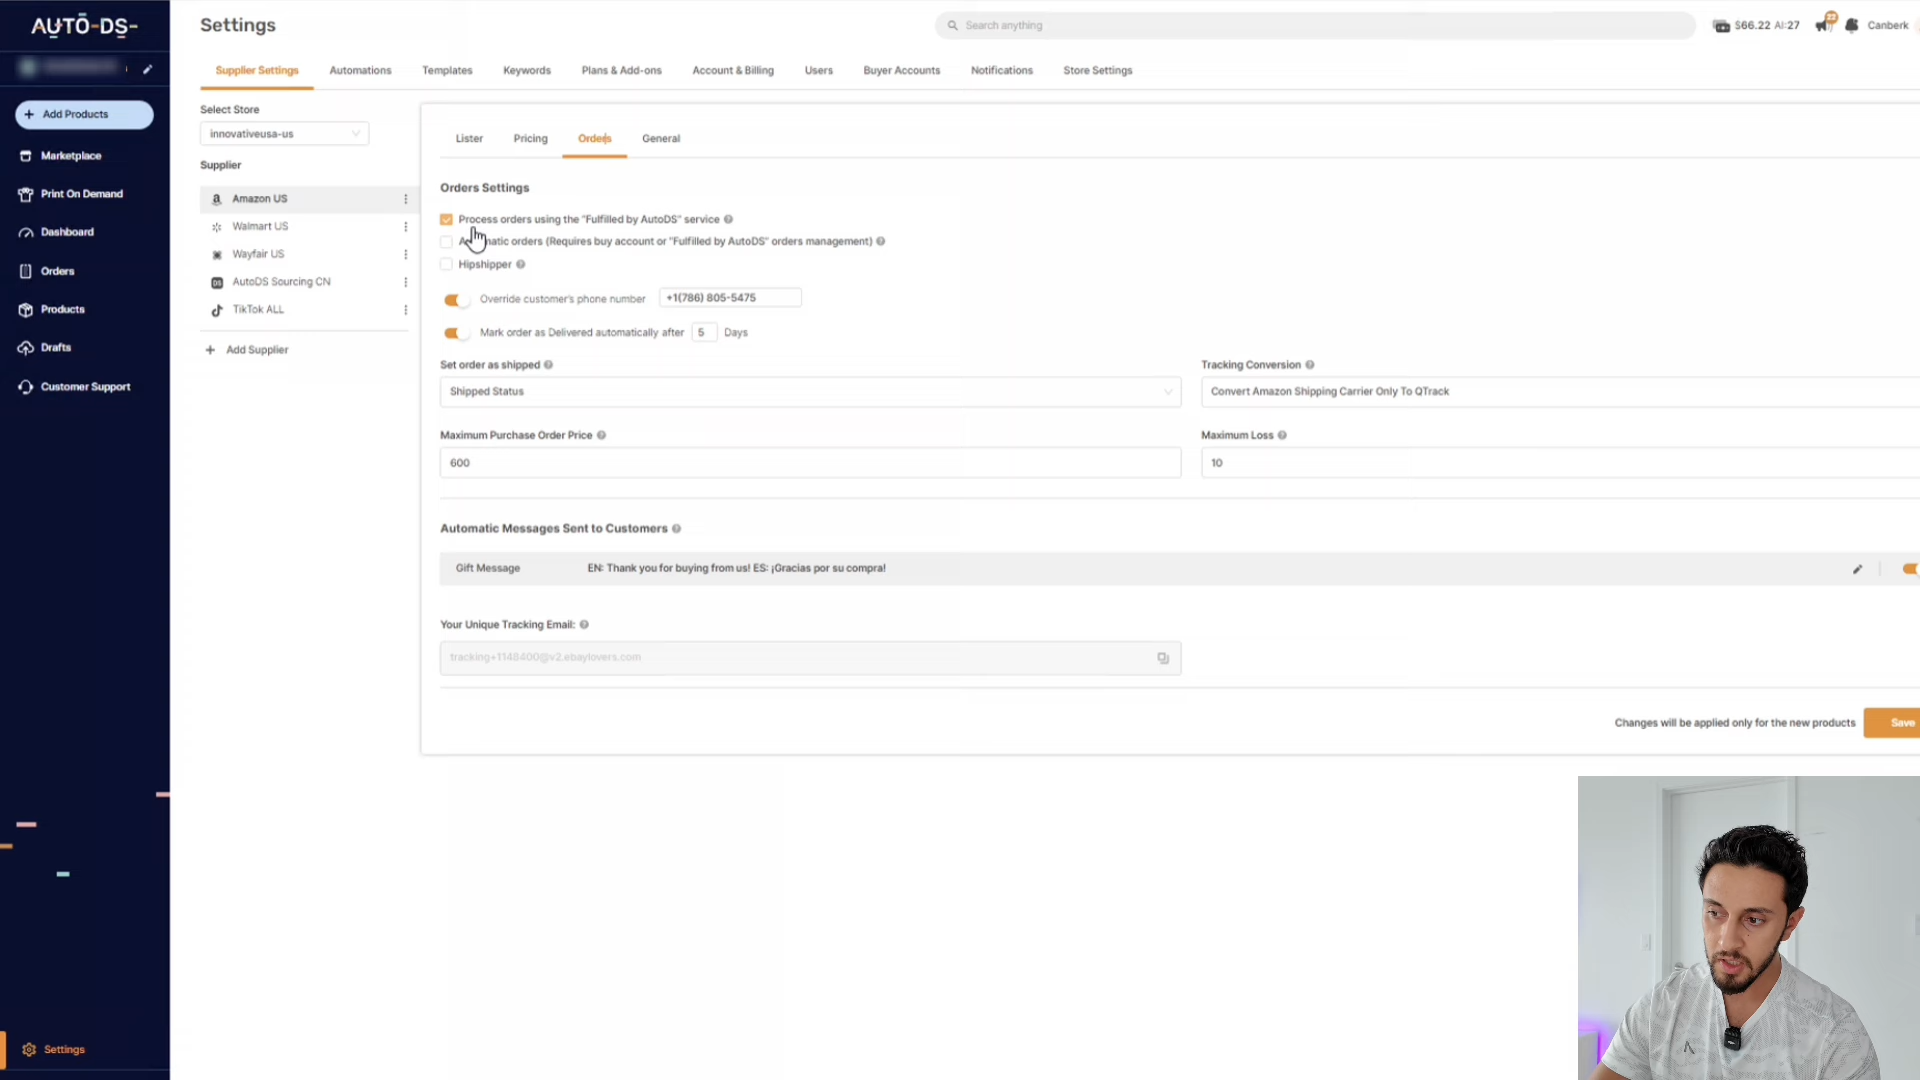 AUTO-DS-
Settings
Search anything
$66.22 AI:27
22
Canberk
Supplier Settings
Automations
Templates
Keywords
Plans & Add-ons
Account & Billing
Users
Buyer Accounts
Notifications
Store Settings
+ Add Products
Marketplace
Print On Demand
Dashboard
Orders
Products
Drafts
Customer Support
Settings
Select Store
innovativeusa-us
Supplier
Amazon US
Walmart US
Wayfair US
AutoDS Sourcing CN
TikTok ALL
+ Add Supplier
Lister
Pricing
Orders
General
Orders Settings
Process orders using the "Fulfilled by AutoDS" service
orders (Requires buy account or "Fulfilled by AutoDS" orders management)
Hipshipper
Override customer's phone number
+1(786) 805-5475
Mark order as Delivered automatically after 5 Days
Set order as shipped
Shipped Status
Tracking Conversion
Convert Amazon Shipping Carrier Only To QTrack
Maximum Purchase Order Price
600
Maximum Loss
10
Automatic Messages Sent to Customers
Gift Message
EN: Thank you for buying from us! ES: ¡Gracias por su compra!
Your Unique Tracking Email:
tracking+1148400@v2.ebaylovers.com
Changes will be applied only for the new products
Save